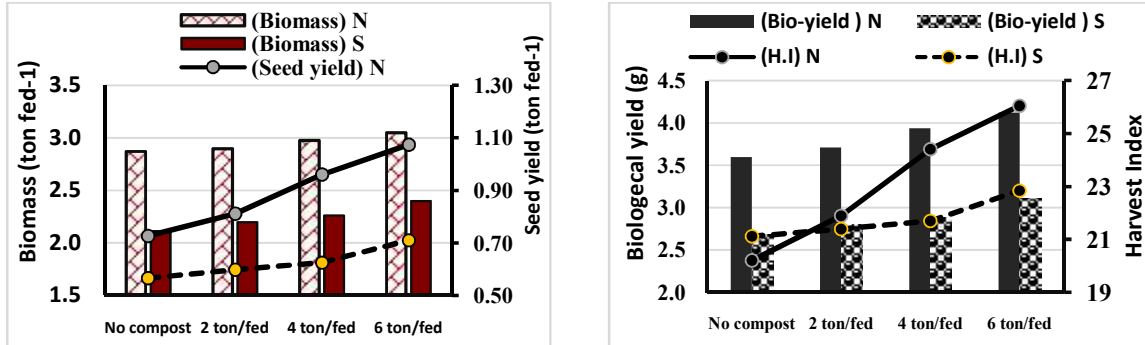 (Biomass) N
(Biomass) S
(Seed yield) N
Biomass (ton fed-1)
3.5
3.0
2.5
2.0
1.5
1.30
1.10
0.90
0.70
0.50
Seed yield (ton fed-1)
No compost 2 ton/fed 4 ton/fed 6 ton/fed
(Bio-yield ) N (Bio-yield ) S
(H.I) N (H.I) S
Biologecal yield (g)
4.5
4.0
3.5
3.0
2.5
2.0
27
25
23
21
19
Harvest Index
No compost 2 ton/fed 4 ton/fed 6 ton/fed